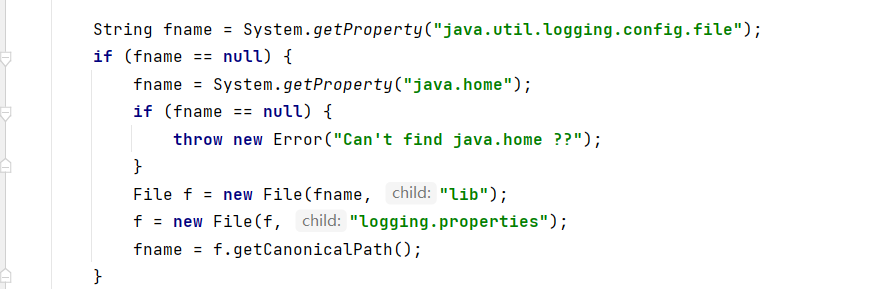 String fname = System.getProperty("java.util.logging.config.file");
if (fname == null) {
    fname = System.getProperty("java.home");
    if (fname == null) {
        throw new Error("Can't find java.home ??");
    }
    File f = new File(fname, child: "lib");
    f = new File(f, child: "logging.properties");
    fname = f.getCanonicalPath();
}